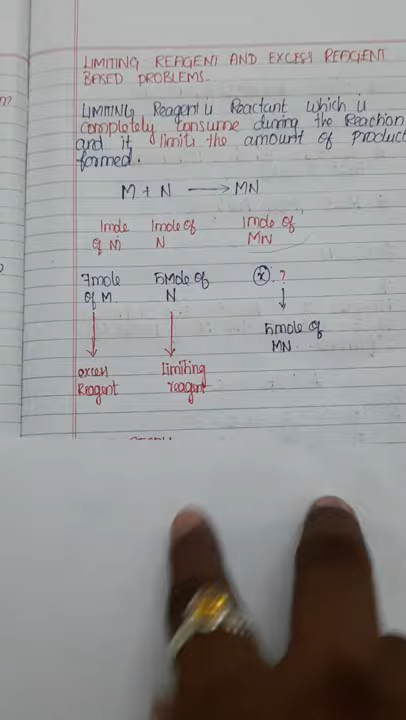 LIMITING REAGENT AND EXCESS REAGENT
BASED PROBLEMS.
LIMITING Reagent is Reactant which is
completely consume during the Reaction
and it limits the amount of Product
formed.
M + N → MN
1mole of M 1mole of N 1mole of MN
7mole of M. 5Mole of N (x). ?
5mole of MN.
excess Reagent Limiting reagent